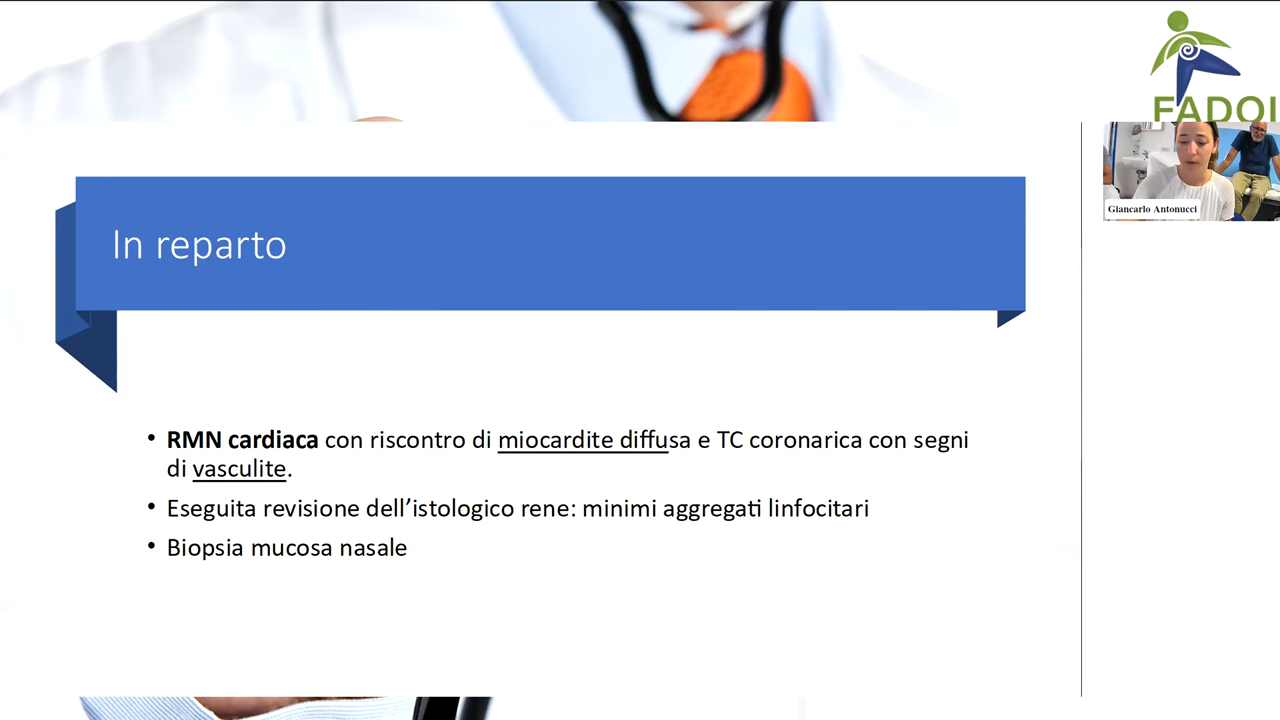 FADOI
Giancarlo Antonucci
In reparto
• RMN cardiaca con riscontro di miocardite diffusa e TC coronarica con segni
di vasculite.
• Eseguita revisione dell’istologico rene: minimi aggregati linfocitari
• Biopsia mucosa nasale